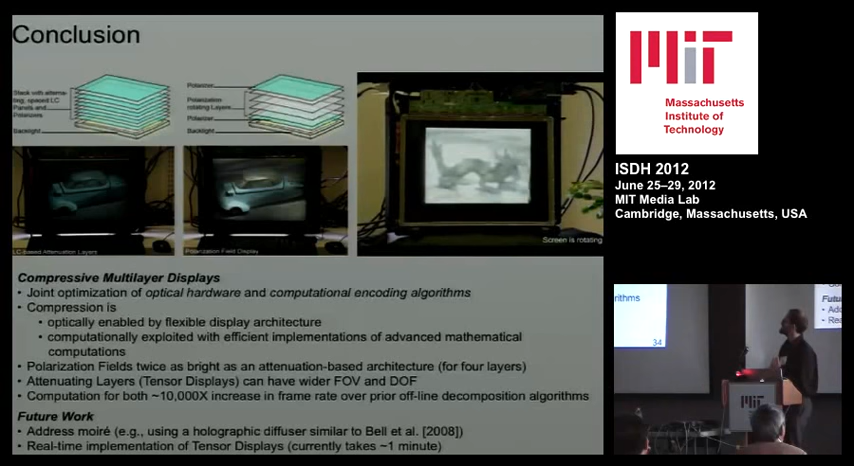 Conclusion
Stack with alterna-
ting, spaced LC
Panels and
Polarizers
Backlight
Polarizer
Polarization
rotating Layers
Polarizer
Backlight
LC-based Attenuation Layers
Polarization Field Display
Screen is rotating
Compressive Multilayer Displays
• Joint optimization of optical hardware and computational encoding algorithms
• Compression is
• optically enabled by flexible display architecture
• computationally exploited with efficient implementations of advanced mathematical
computations
• Polarization Fields twice as bright as an attenuation-based architecture (for four layers)
• Attenuating Layers (Tensor Displays) can have wider FOV and DOF
• Computation for both ~10,000X increase in frame rate over prior off-line decomposition algorithms
Future Work
• Address moiré (e.g., using a holographic diffuser similar to Bell et al. [2008])
• Real-time implementation of Tensor Displays (currently takes ~1 minute)
MIT
Massachusetts
Institute of
Technology
ISDH 2012
June 25–29, 2012
MIT Media Lab
Cambridge, Massachusetts, USA
rithms
34
Futu
• Add
• Rea
MIT